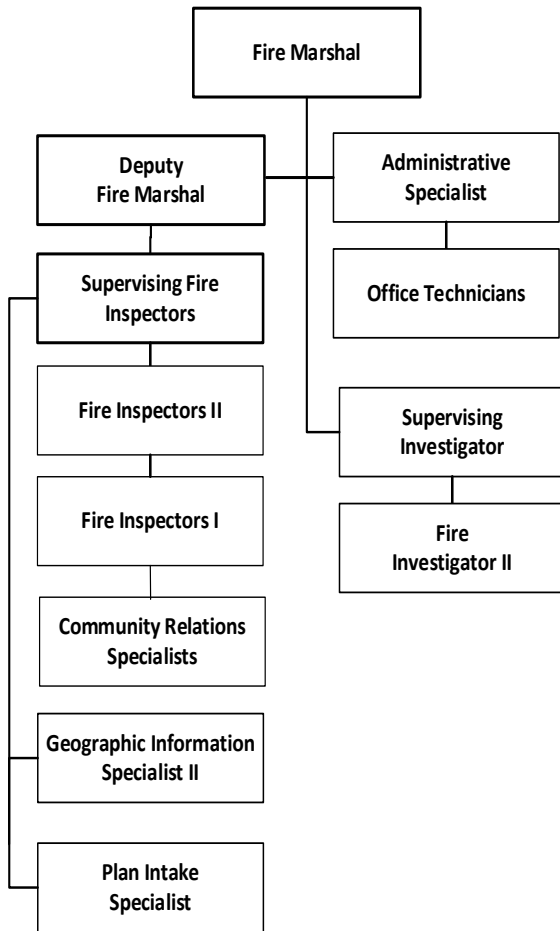 Fire Marshal
Deputy
Fire Marshal
Administrative
Specialist
Supervising Fire
Inspectors
Office Technicians
Fire Inspectors II
Supervising
Investigator
Fire Inspectors I
Fire
Investigator II
Community Relations
Specialists
Geographic Information
Specialist II
Plan Intake
Specialist